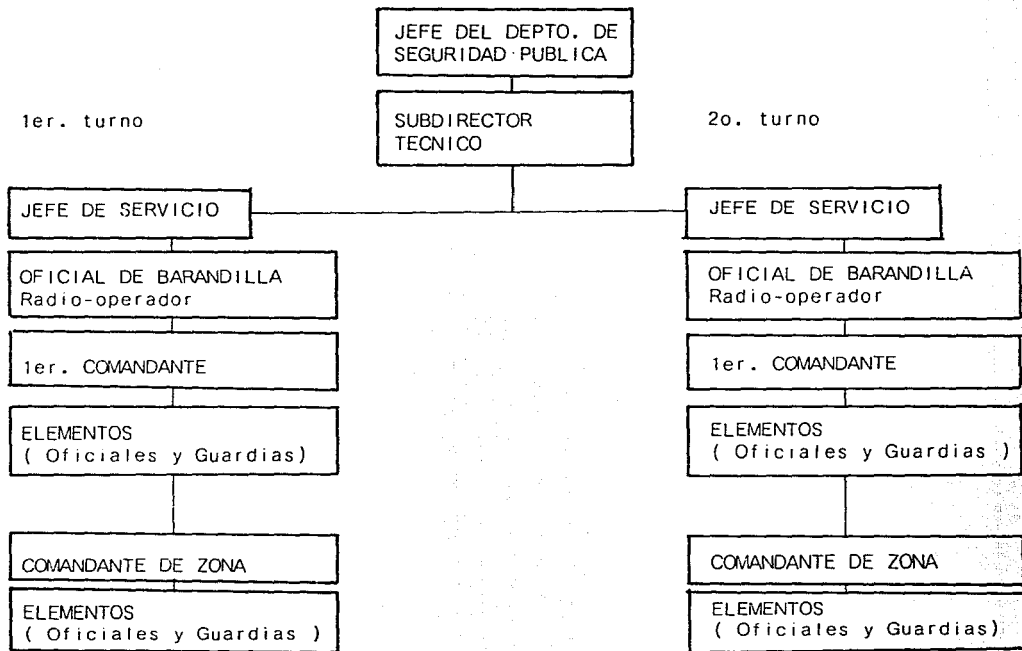 JEFE DEL DEPTO. DE
SEGURIDAD PUBLICA
1er. turno
SUBDIRECTOR
TECNICO
2o. turno
JEFE DE SERVICIO
OFICIAL DE BARANDILLA
Radio-operador
1er. COMANDANTE
ELEMENTOS
( Oficiales y Guardias)
COMANDANTE DE ZONA
ELEMENTOS
( Oficiales y Guardias )
JEFE DE SERVICIO
OFICIAL DE BARANDILLA
Radio-operador
1er. COMANDANTE
ELEMENTOS
( Oficiales y Guardias )
COMANDANTE DE ZONA
ELEMENTOS
( Oficiales y Guardias)